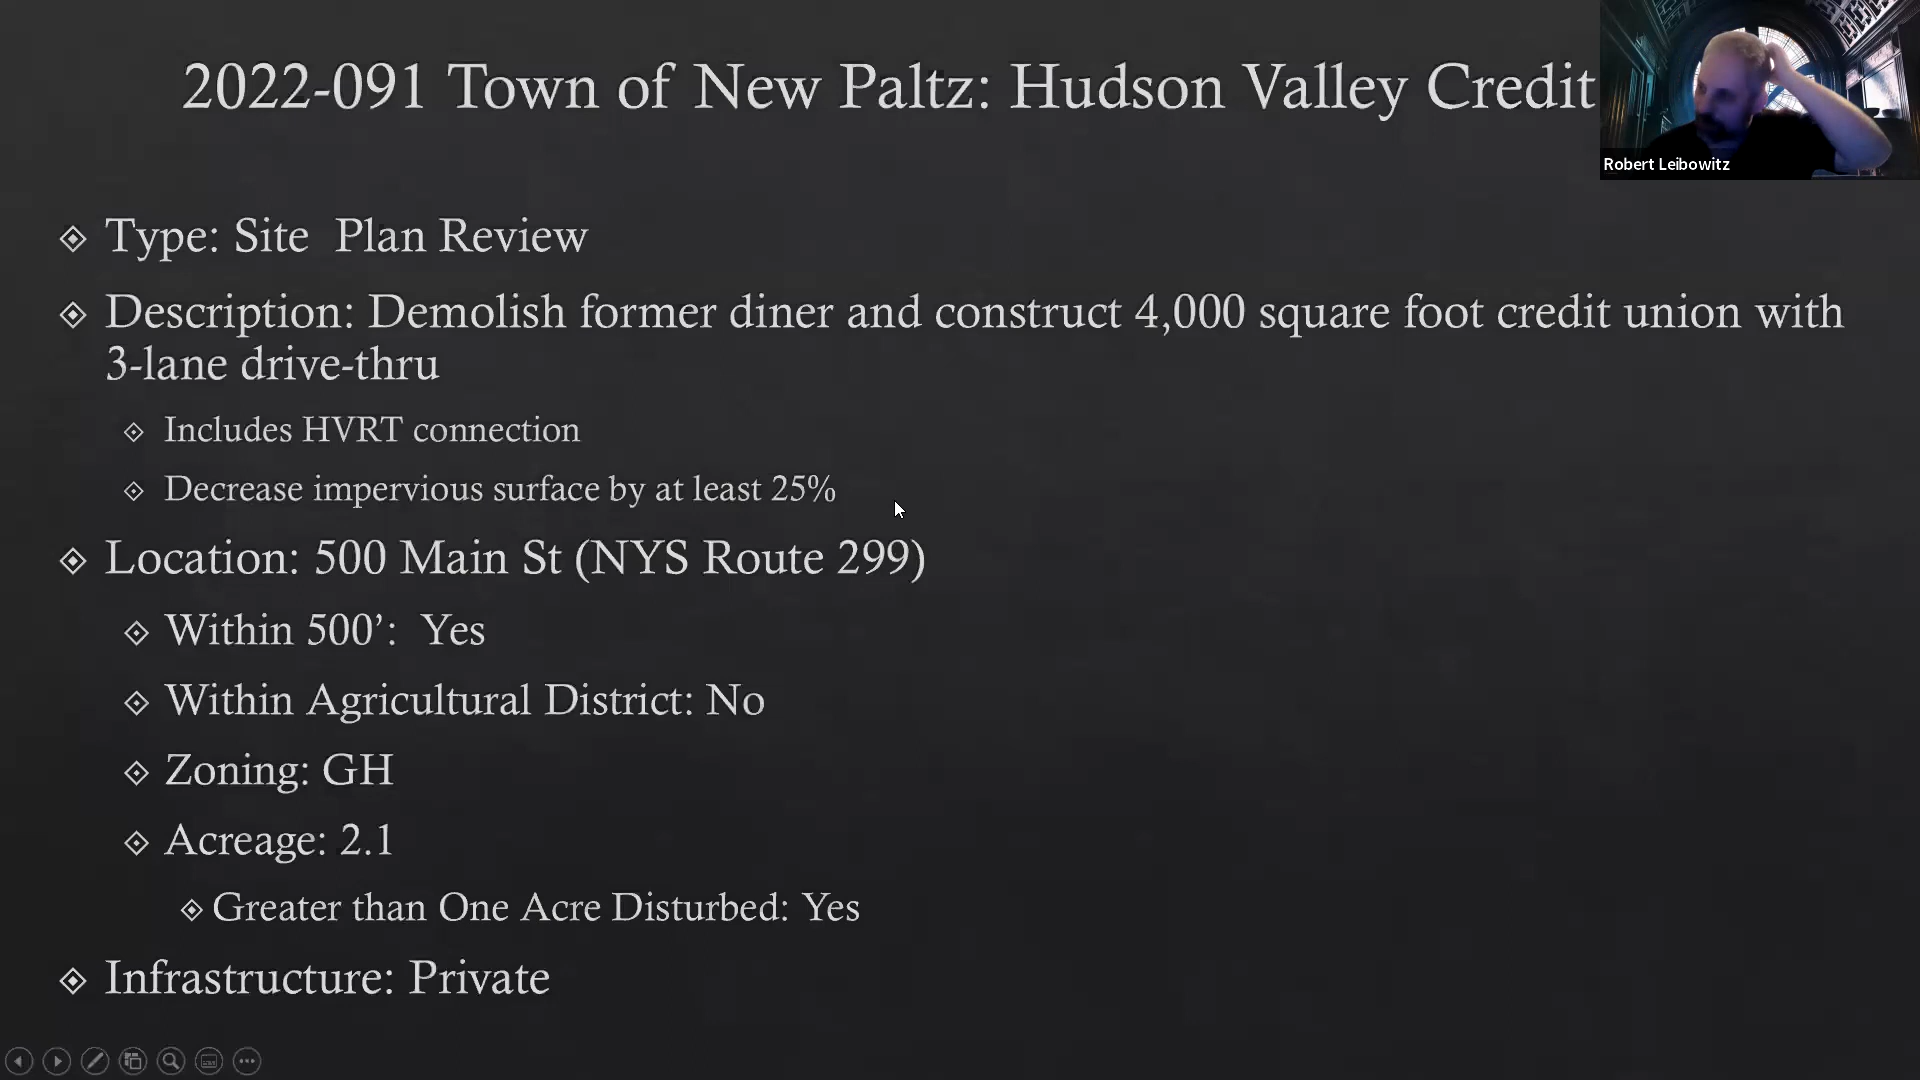 2022-091 Town of New Paltz: Hudson Valley Credit
Robert Leibowitz
Type: Site  Plan Review
Description: Demolish former diner and construct 4,000 square foot credit union with
3-lane drive-thru
Includes HVRT connection
Decrease impervious surface by at least 25%
Location: 500 Main St (NYS Route 299)
Within 500’:  Yes
Within Agricultural District: No
Zoning: GH
Acreage: 2.1
Greater than One Acre Disturbed: Yes
Infrastructure: Private